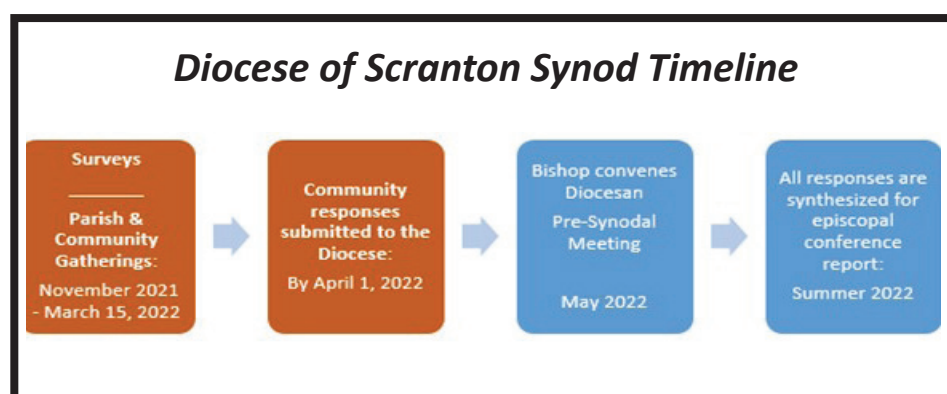 Diocese of Scranton Synod Timeline
Surveys
Parish &
Community
Gatherings:
November 2021
- March 15, 2022
Community
responses
submitted to the
Diocese:
By April 1, 2022
Bishop convenes
Diocesan
Pre-Synodal
Meeting
May 2022
All responses are
synthesized for
episcopal
conference
report:
Summer 2022